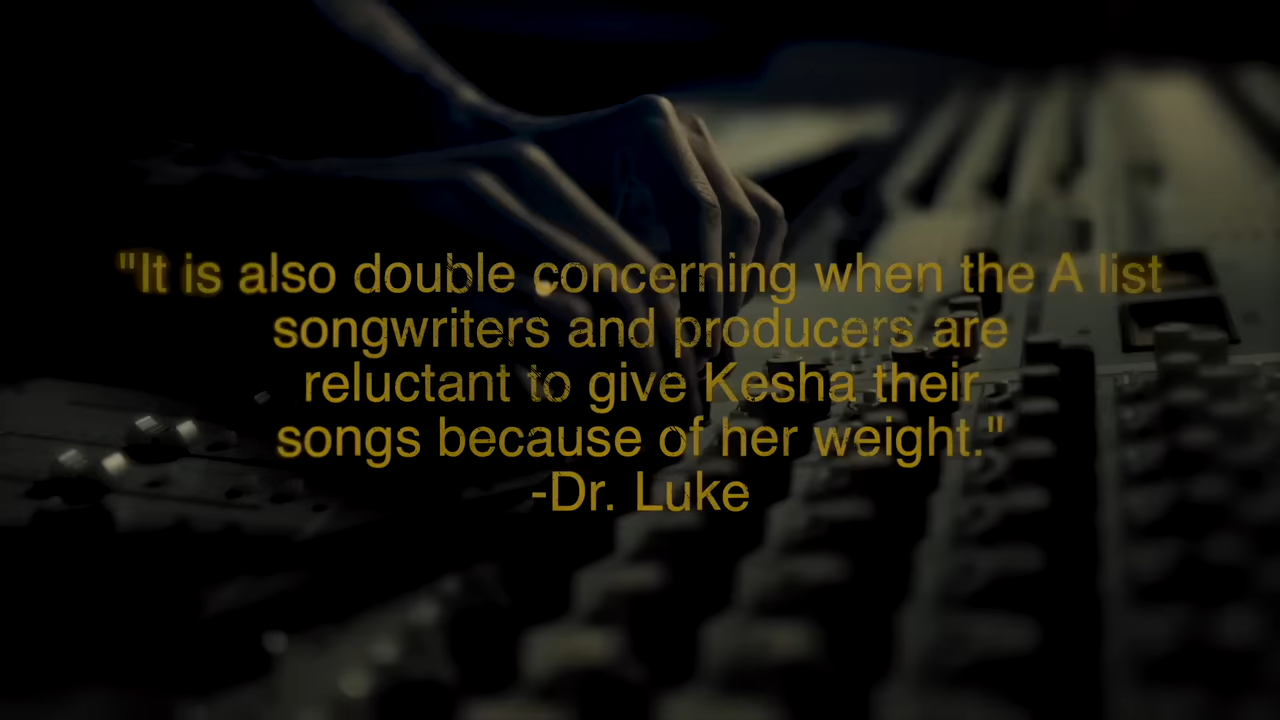 "It is also double concerning when the A list
songwriters and producers are
reluctant to give Kesha their
songs because of her weight."
-Dr. Luke